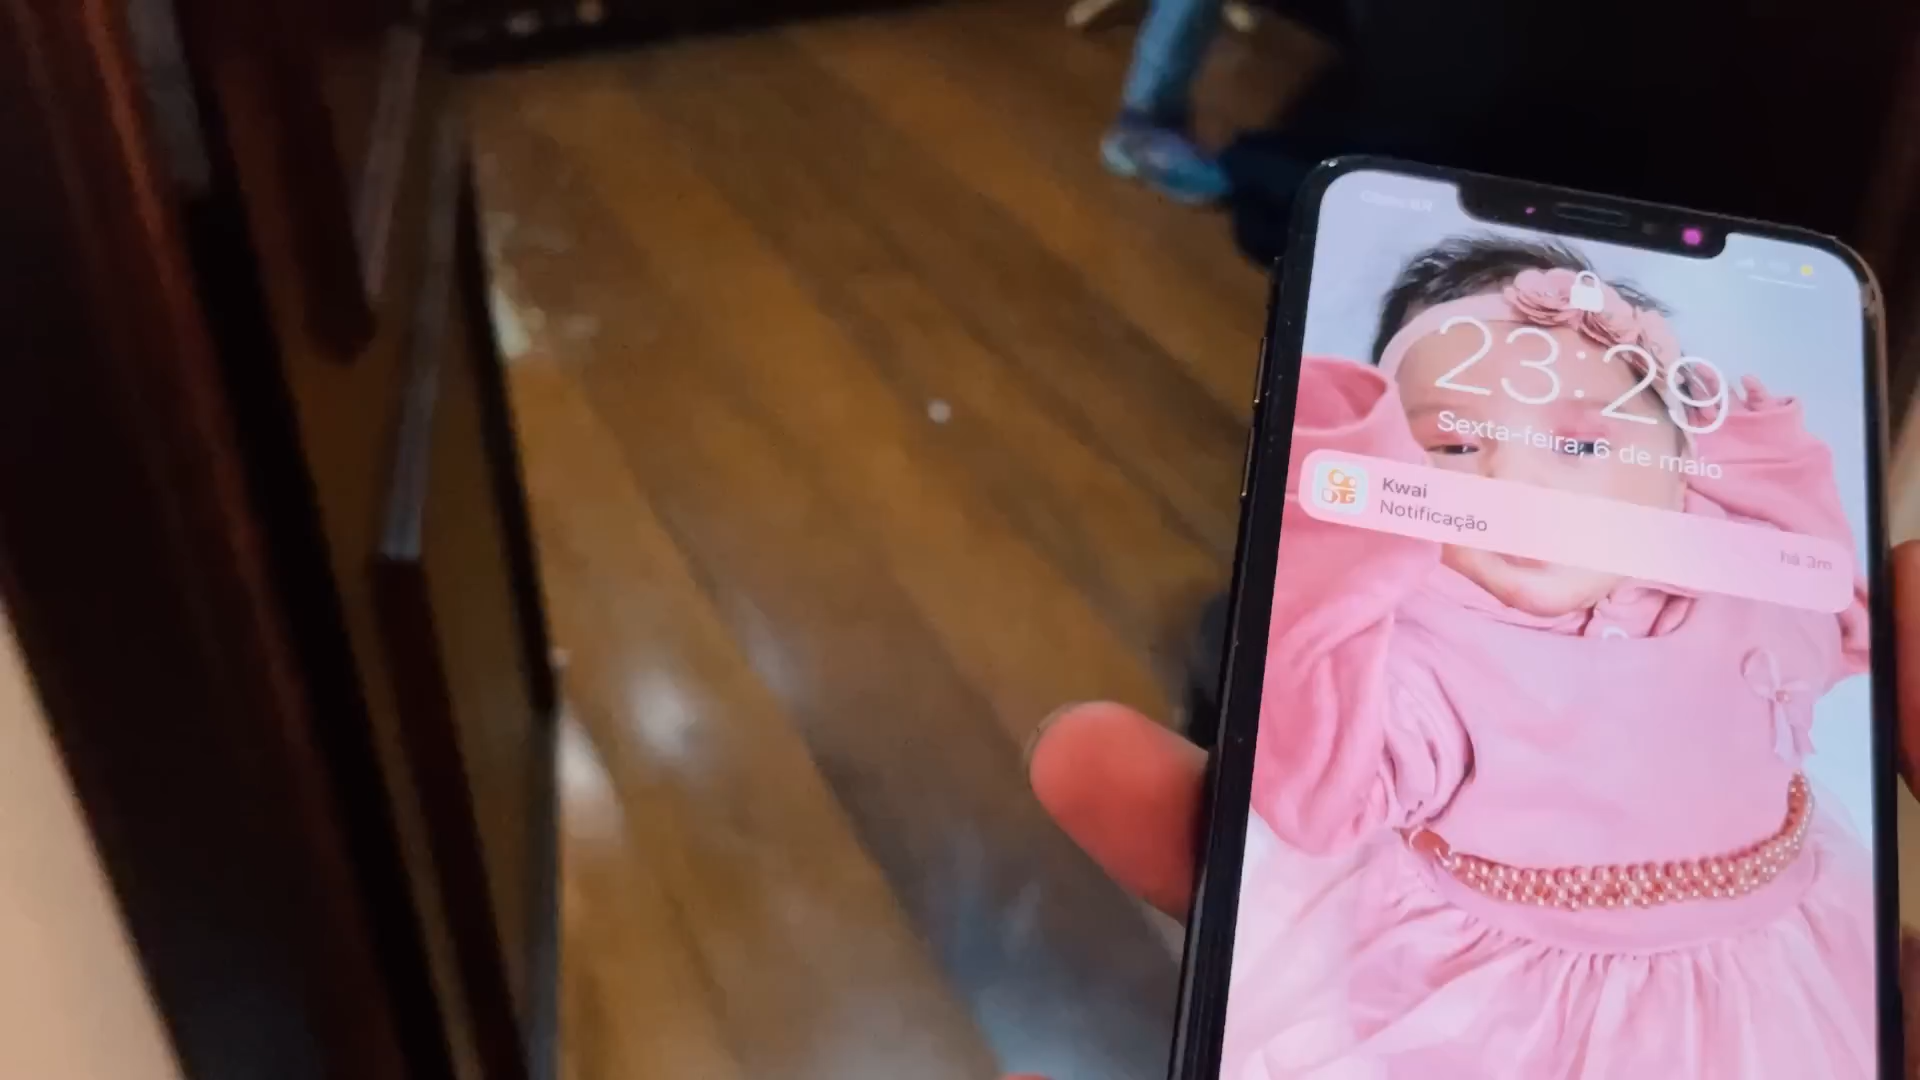 23:29
Sexta-feira, 6 de maio
Kwai
Notificação
há 3m